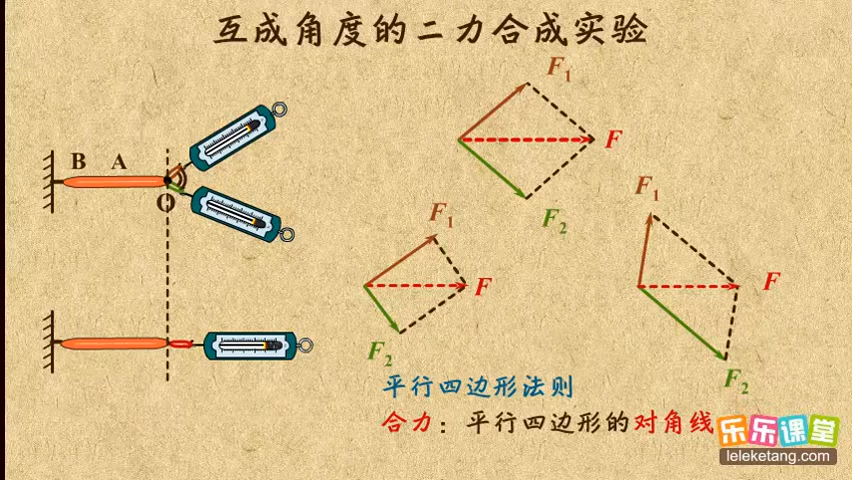 互成角度的二力合成实验
F1
B A
F
O
F2
F1
F1
F
F
F2
F2
平行四边形法则
合力：平行四边形的对角线
乐乐课堂
leleketang.com